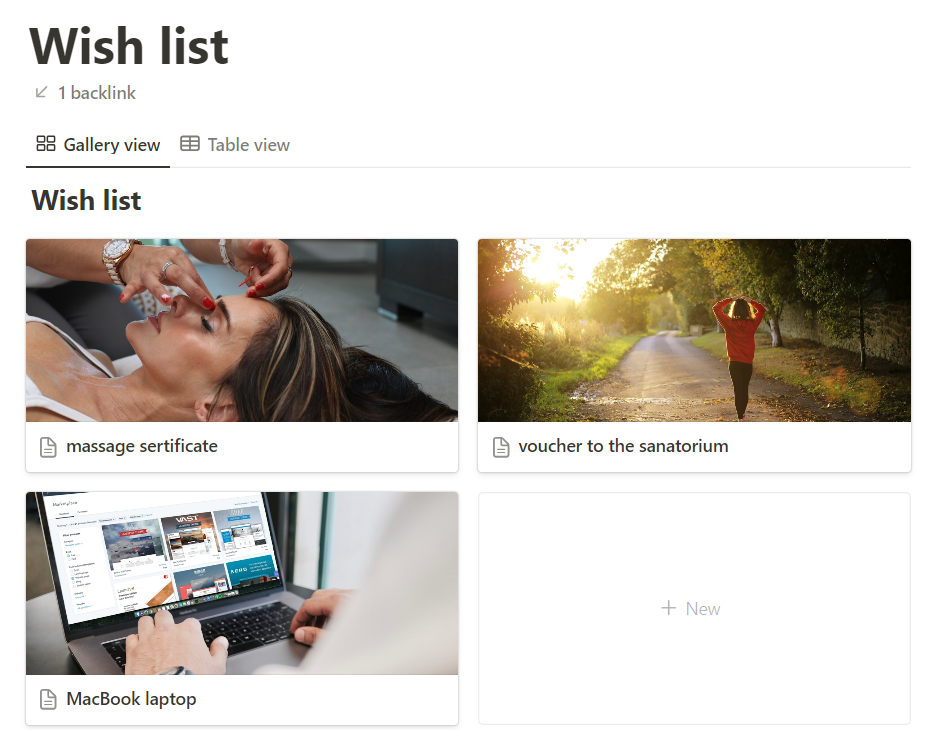 Wish list
1 backlink
Gallery view Table view
Wish list
VAST
massage sertificate
voucher to the sanatorium
MacBook laptop
+ New